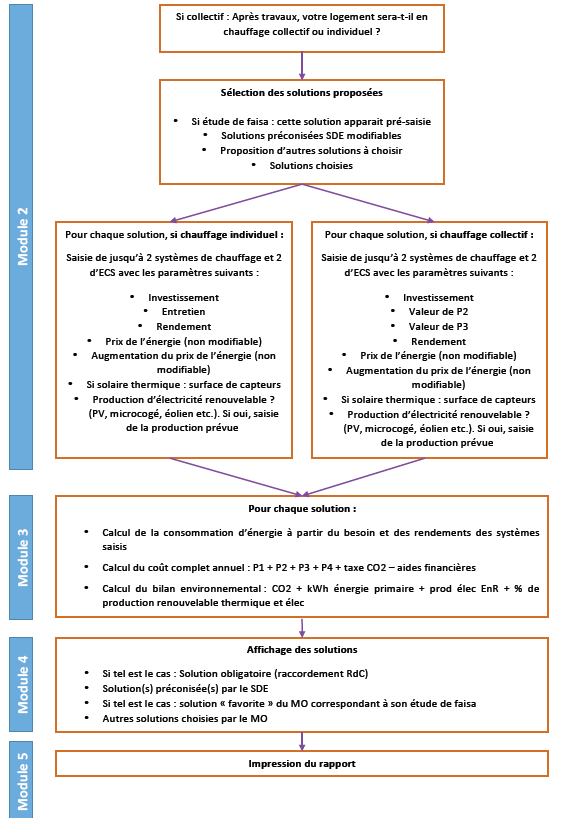 Si collectif : Après travaux, votre logement sera-t-il en
chauffage collectif ou individuel ?
Module 2
Sélection des solutions proposées
• Si étude de faisa : cette solution apparait pré-saisie
• Solutions préconisées SDE modifiables
• Proposition d'autres solutions à choisir
• Solutions choisies
Pour chaque solution, si chauffage individuel :
Saisie de jusqu'à 2 systèmes de chauffage et 2
d'ECS avec les paramètres suivants :
• Investissement
• Entretien
• Rendement
• Prix de l'énergie (non modifiable)
• Augmentation du prix de l'énergie (non
modifiable)
• Si solaire thermique : surface de capteurs
• Production d'électricité renouvelable ?
(PV, microcogé, éolien etc.). Si oui, saisie
de la production prévue
Pour chaque solution, si chauffage collectif :
Saisie de jusqu'à 2 systèmes de chauffage et 2
d'ECS avec les paramètres suivants :
• Investissement
• Valeur de P2
• Valeur de P3
• Rendement
• Prix de l'énergie (non modifiable)
• Augmentation du prix de l'énergie (non
modifiable)
• Si solaire thermique : surface de capteurs
• Production d'électricité renouvelable ?
(PV, microcogé, éolien etc.). Si oui, saisie
de la production prévue
Module 3
Pour chaque solution :
• Calcul de la consommation d'énergie à partir du besoin et des rendements des systèmes
saisis
• Calcul du coût complet annuel : P1 + P2 + P3 + P4 + taxe CO2 – aides financières
• Calcul du bilan environnemental : CO2 + kWh énergie primaire + prod élec EnR + % de
production renouvelable thermique et élec
Module 4
Affichage des solutions
• Si tel est le cas : Solution obligatoire (raccordement RdC)
• Solution(s) préconisée(s) par le SDE
• Si tel est le cas : solution « favorite » du MO correspondant à son étude de faisa
• Autres solutions choisies par le MO
Module 5
Impression du rapport